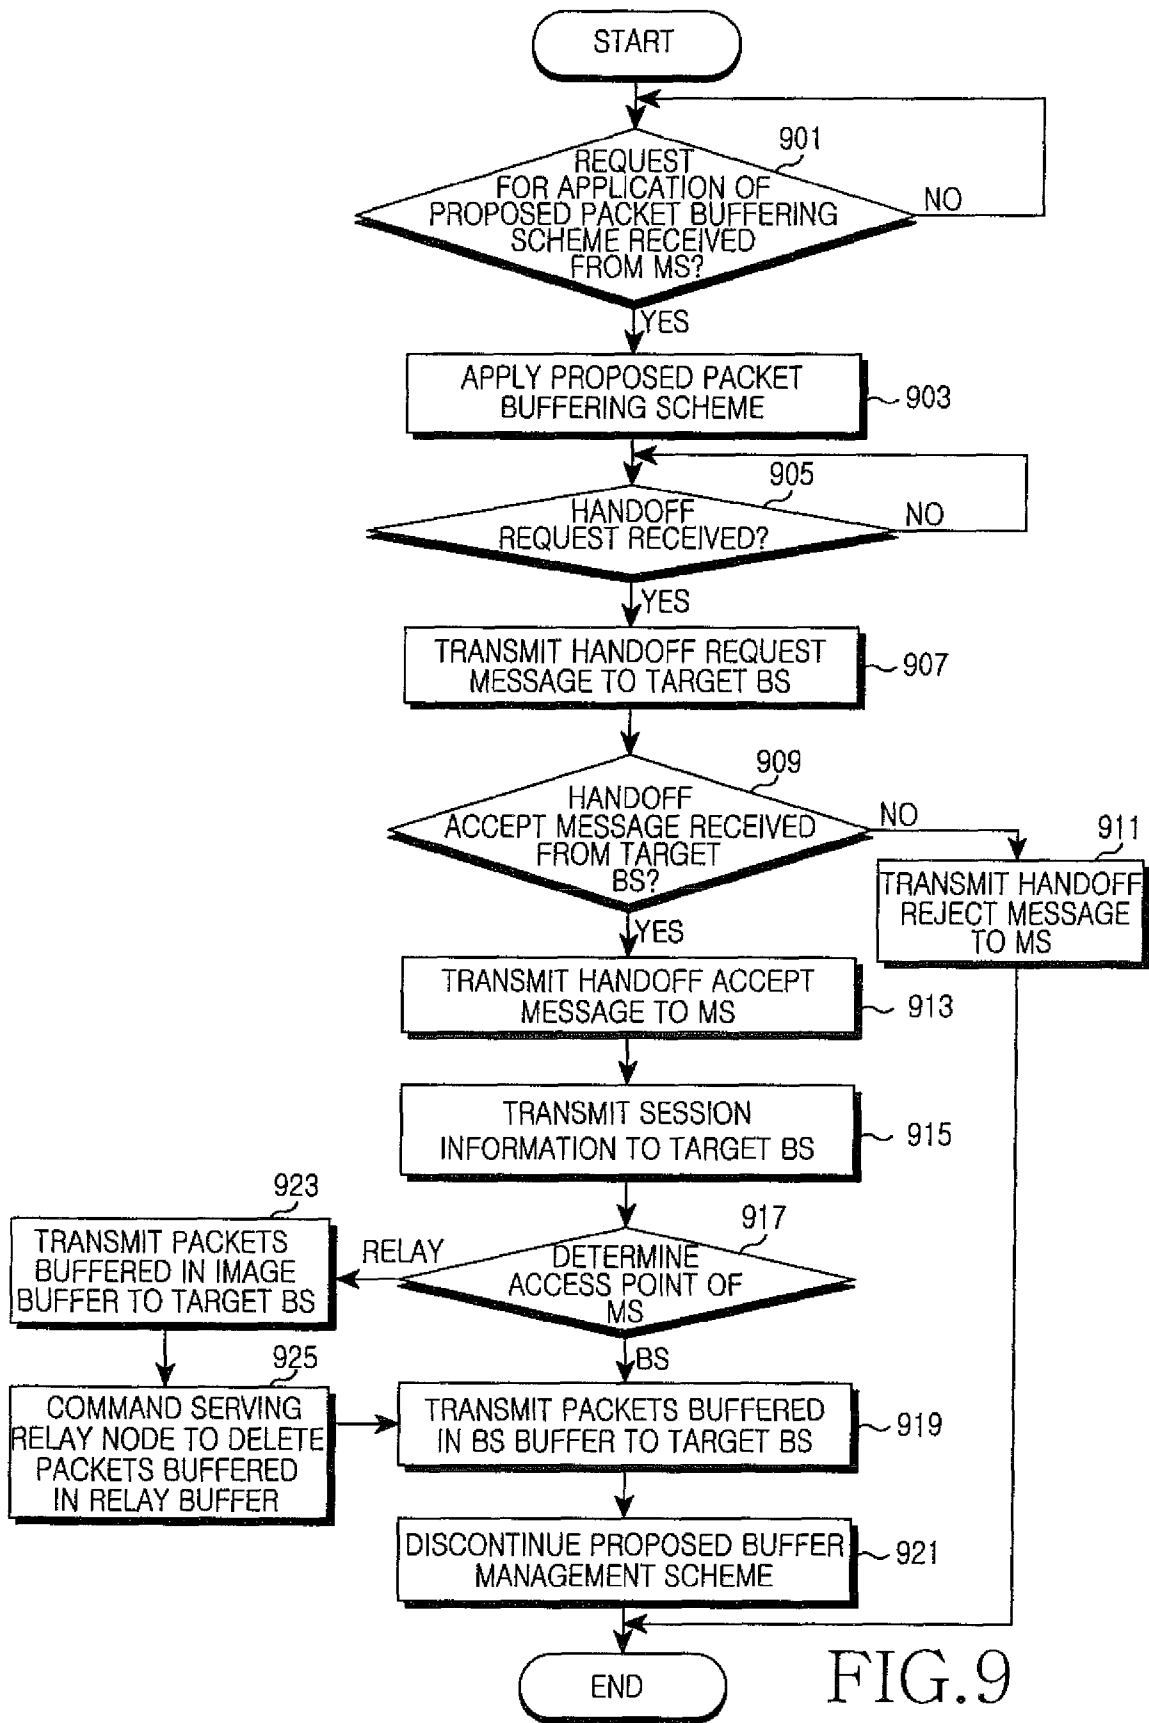 START
901
REQUEST
FOR APPLICATION OF
PROPOSED PACKET BUFFERING
SCHEME RECEIVED
FROM MS?
NO
YES
APPLY PROPOSED PACKET
BUFFERING SCHEME
903
905
HANDOFF
REQUEST RECEIVED?
NO
YES
TRANSMIT HANDOFF REQUEST
MESSAGE TO TARGET BS
907
909
HANDOFF
ACCEPT MESSAGE RECEIVED
FROM TARGET
BS?
NO
911
TRANSMIT HANDOFF
REJECT MESSAGE
TO MS
YES
TRANSMIT HANDOFF ACCEPT
MESSAGE TO MS
913
TRANSMIT SESSION
INFORMATION TO TARGET BS
915
917
DETERMINE
ACCESS POINT OF
MS
RELAY
923
TRANSMIT PACKETS
BUFFERED IN IMAGE
BUFFER TO TARGET BS
925
COMMAND SERVING
RELAY NODE TO DELETE
PACKETS BUFFERED
IN RELAY BUFFER
BS
TRANSMIT PACKETS BUFFERED
IN BS BUFFER TO TARGET BS
919
DISCONTINUE PROPOSED BUFFER
MANAGEMENT SCHEME
921
END
FIG.9